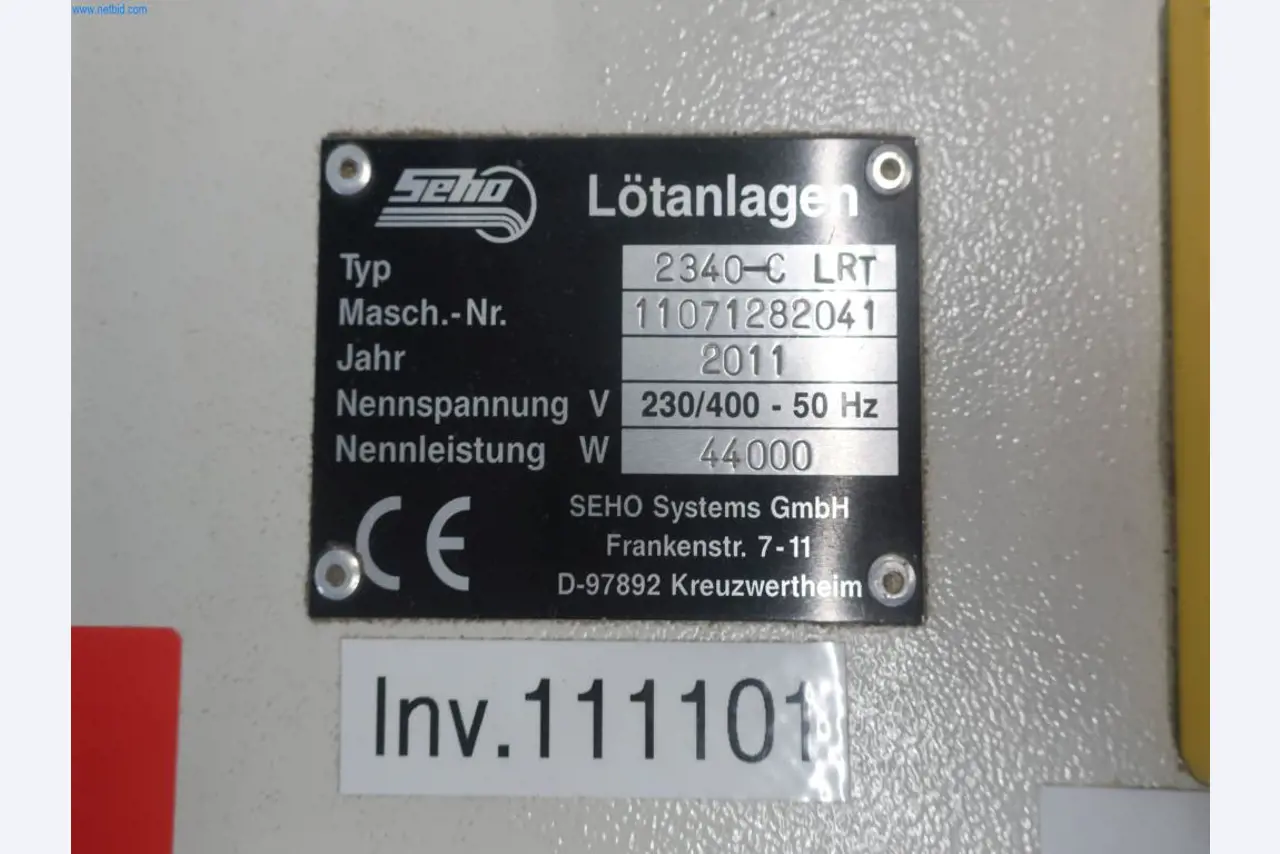 www.netbid.com
Seho Lötanlagen
Typ 2340-C LRT
Masch.-Nr. 11071282041
Jahr 2011
Nennspannung V 230/400 - 50 Hz
Nennleistung W 44000
CE
SEHO Systems GmbH
Frankenstr. 7-11
D-97892 Kreuzwertheim
Inv.111101